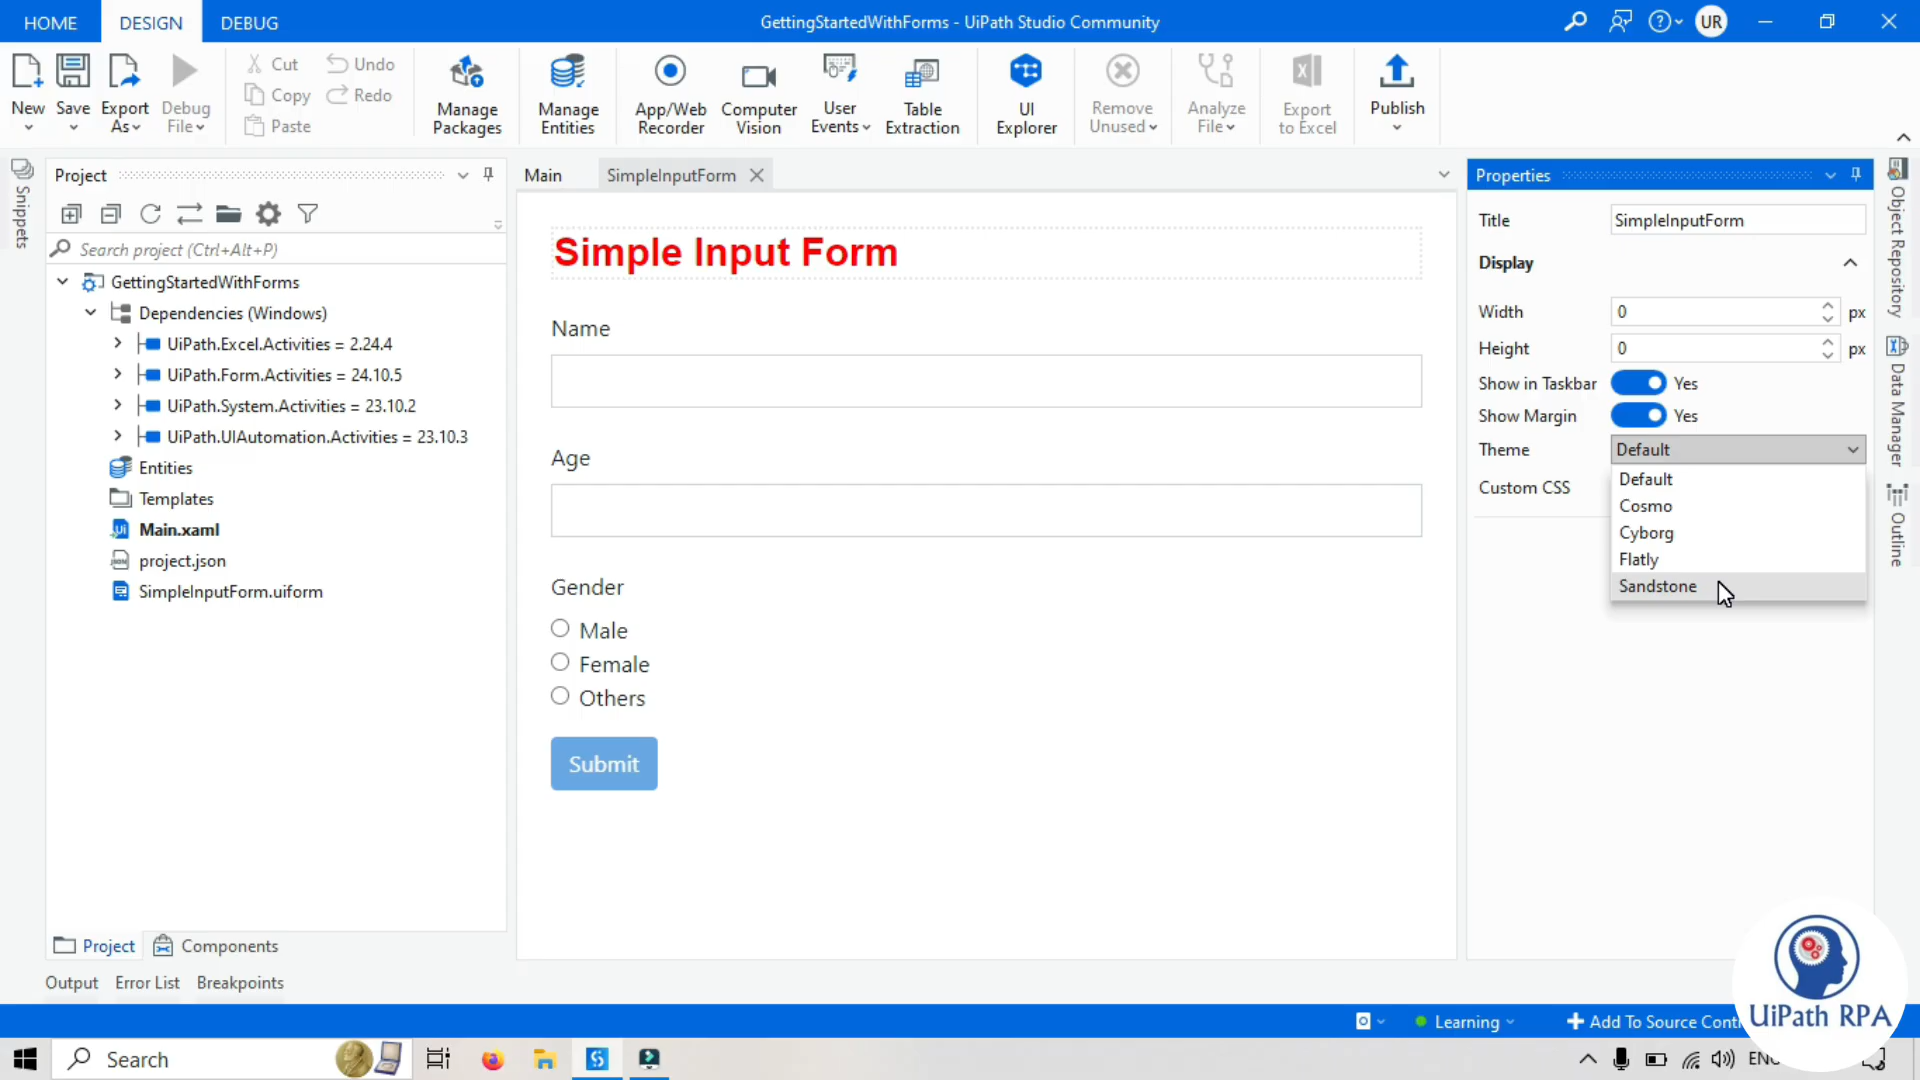 HOME DESIGN DEBUG
GettingStartedWithForms - UiPath Studio Community
UR
New
Save
Export As
Debug File
Cut
Copy
Paste
Undo
Redo
Manage Packages
Manage Entities
App/Web Recorder
Computer Vision
User Events
Table Extraction
UI Explorer
Remove Unused
Analyze File
Export to Excel
Publish
Snippets
Project
Search project (Ctrl+Alt+P)
GettingStartedWithForms
Dependencies (Windows)
UiPath.Excel.Activities = 2.24.4
UiPath.Form.Activities = 24.10.5
UiPath.System.Activities = 23.10.2
UiPath.UIAutomation.Activities = 23.10.3
Entities
Templates
Main.xaml
project.json
SimpleInputForm.uiform
Project Components
Main SimpleInputForm
Simple Input Form
Name
Age
Gender
Male
Female
Others
Submit
Properties
Title SimpleInputForm
Display
Width 0 px
Height 0 px
Show in Taskbar Yes
Show Margin Yes
Theme Default
Custom CSS
Default
Cosmo
Cyborg
Flatly
Sandstone
Object Repository
Data Manager
Outline
Output Error List Breakpoints
Learning
Add To Source Cont
UiPath RPA
Search